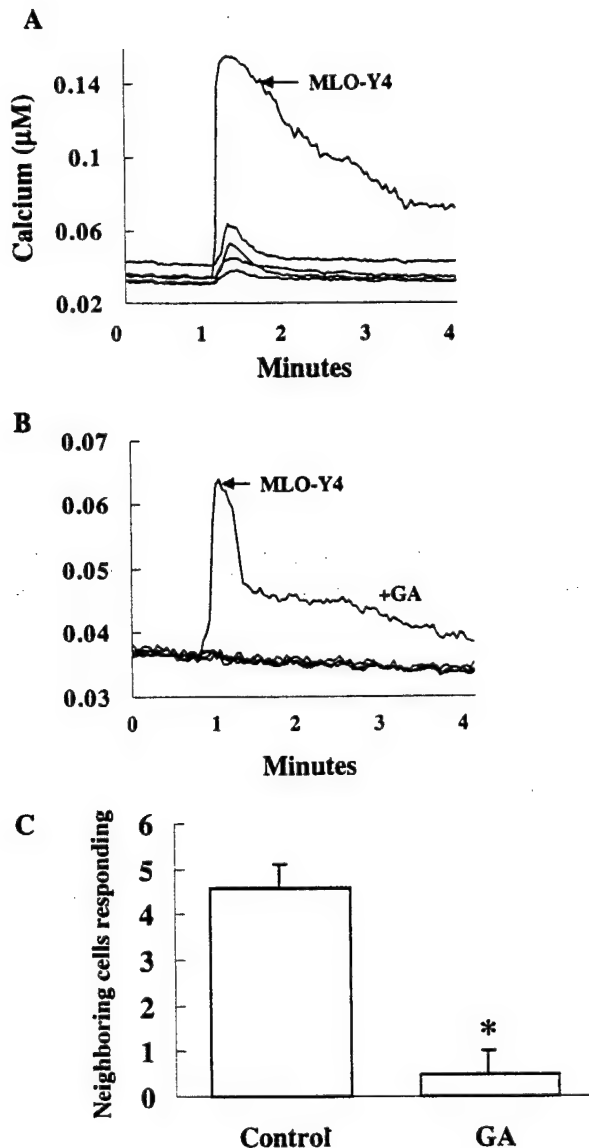 A
Calcium (μM)
0.14
0.1
0.06
0.02
MLO-Y4
0 1 2 3 4
Minutes
B
0.07
0.06
0.05
0.04
0.03
MLO-Y4
+GA
0 1 2 3 4
Minutes
C
Neighboring cells responding
6
5
4
3
2
1
0
*
Control GA